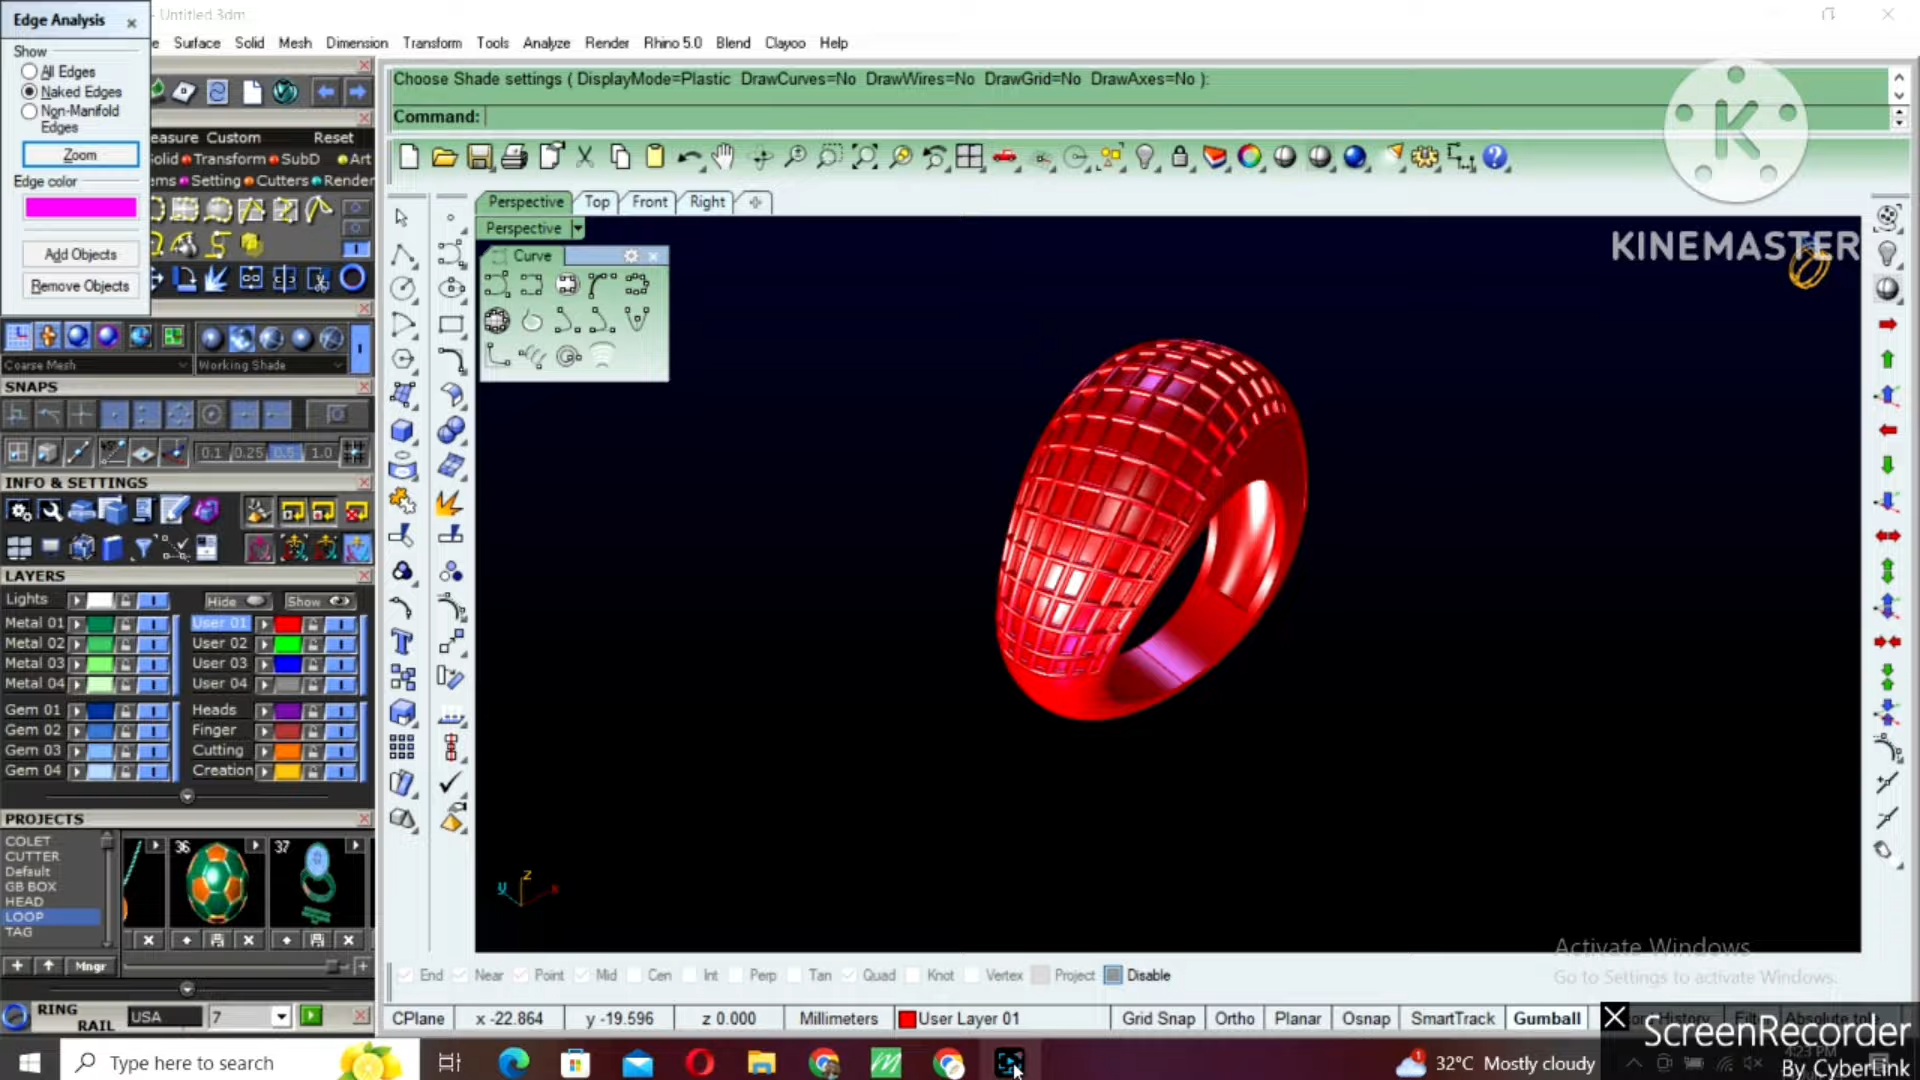 Edge Analysis
- Untitled 3dm
Surface Solid Mesh Dimension Transform Tools Analyze Render Rhino 5.0 Blend Clayoo Help
Show
All Edges
Naked Edges
Non-Manifold
Edges
Zoom
Edge color
Add Objects
Remove Objects
Choose Shade settings ( DisplayMode=Plastic DrawCurves=No DrawWires=No DrawGrid=No DrawAxes=No ):
Command:
easure Custom Reset
olid Transform SubD Art
ems Setting Cutters Render
K
KINEMASTER
Perspective Top Front Right
Perspective
Curve
Coarse Mesh Working Shade
SNAPS
0.1 0.25 0.5 1.0
INFO & SETTINGS
LAYERS
Lights Hide Show
Metal 01 User 01
Metal 02 User 02
Metal 03 User 03
Metal 04 User 04
Gem 01 Heads
Gem 02 Finger
Gem 03 Cutting
Gem 04 Creation
PROJECTS
COLET
CUTTER
Default
GB BOX
HEAD
LOOP
TAG
36 37
Mngr
RING
RAIL
USA 7
z
y x
Activate Windows
Go to Settings to activate Windows.
End Near Point Mid Cen Int Perp Tan Quad Knot Vertex Project Disable
CPlane x -22.864 y -19.596 z 0.000 Millimeters User Layer 01 Grid Snap Ortho Planar Osnap SmartTrack Gumball History
ScreenRecorder
By CyberLink
Type here to search
32°C Mostly cloudy
4:23 PM